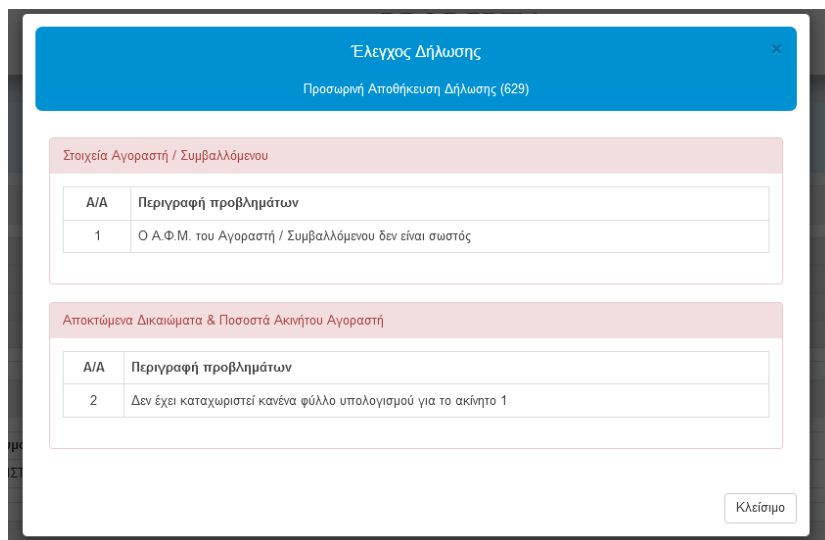 Έλεγχος Δήλωσης
×
Προσωρινή Αποθήκευση Δήλωσης (629)
Στοιχεία Αγοραστή / Συμβαλλόμενου
Α/Α Περιγραφή προβλημάτων
1 Ο Α.Φ.Μ. του Αγοραστή / Συμβαλλόμενου δεν είναι σωστός
Αποκτώμενα Δικαιώματα & Ποσοστά Ακινήτου Αγοραστή
Α/Α Περιγραφή προβλημάτων
2 Δεν έχει καταχωριστεί κανένα φύλλο υπολογισμού για το ακίνητο 1
Κλείσιμο